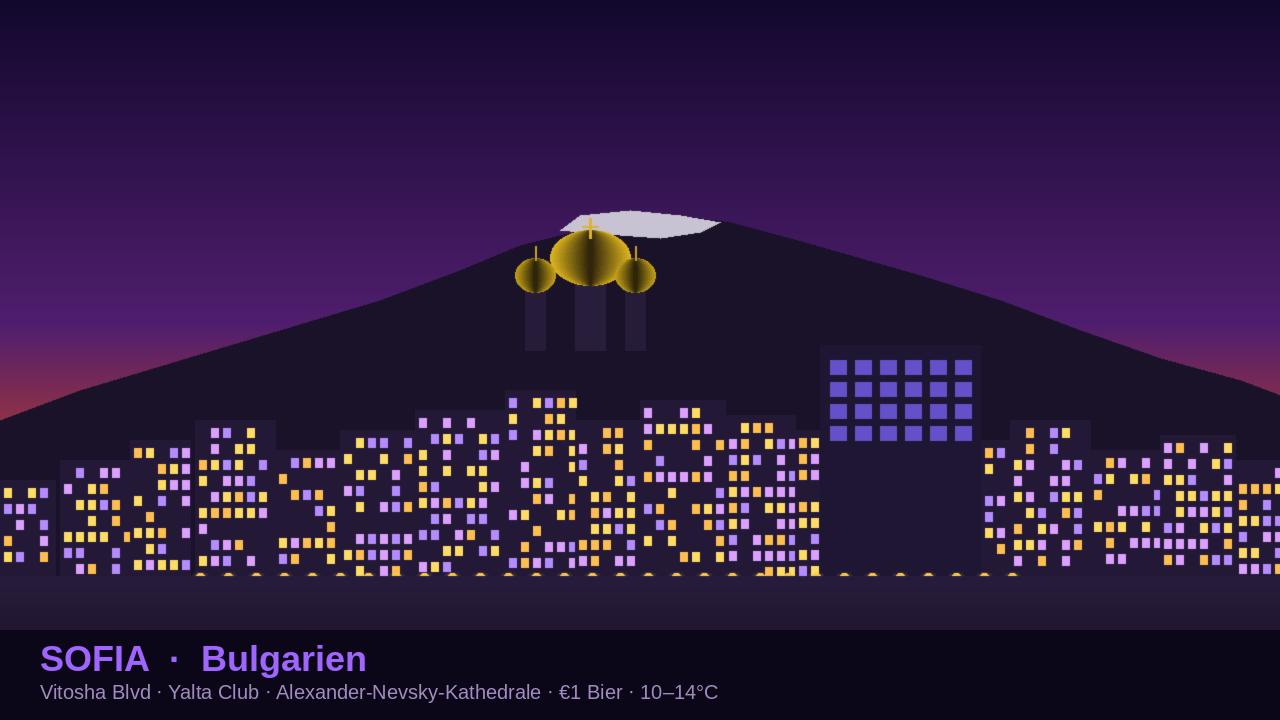 SOFIA · Bulgarien
Vitosha Blvd · Yalta Club · Alexander-Nevsky-Kathedrale · €1 Bier · 10–14°C